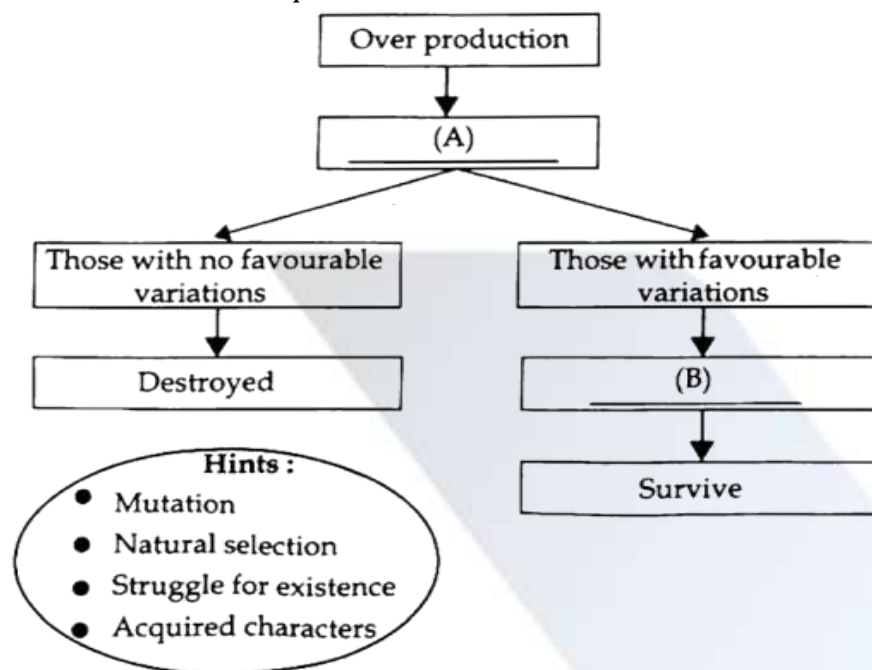 Over production
(A)
Those with no favourable
variations
Those with favourable
variations
Destroyed
(B)
Survive
Hints :
● Mutation
● Natural selection
● Struggle for existence
● Acquired characters